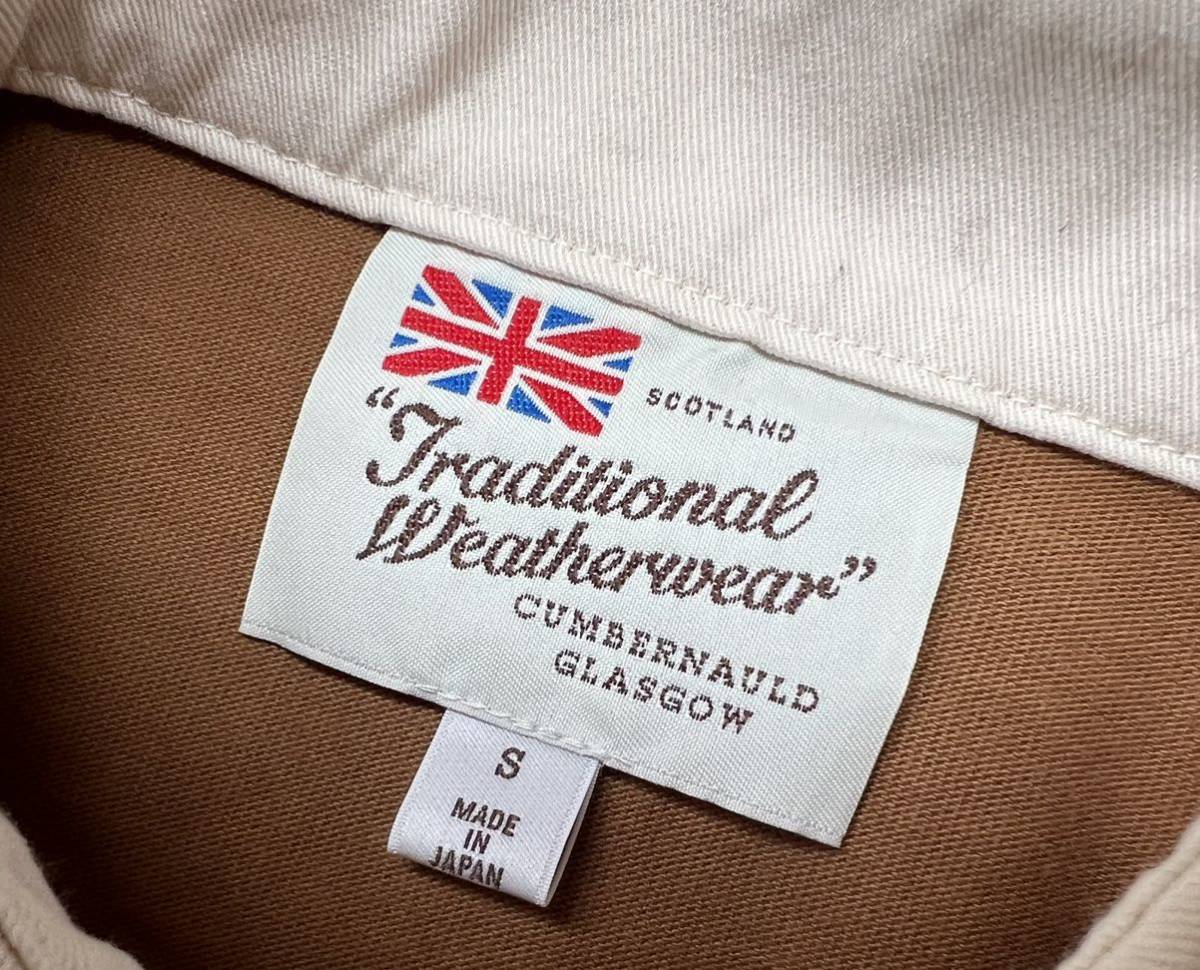 SCOTLAND
“Traditional
Weatherwear”
CUMBERNAULD
GLASGOW
S
MADE
IN
JAPAN